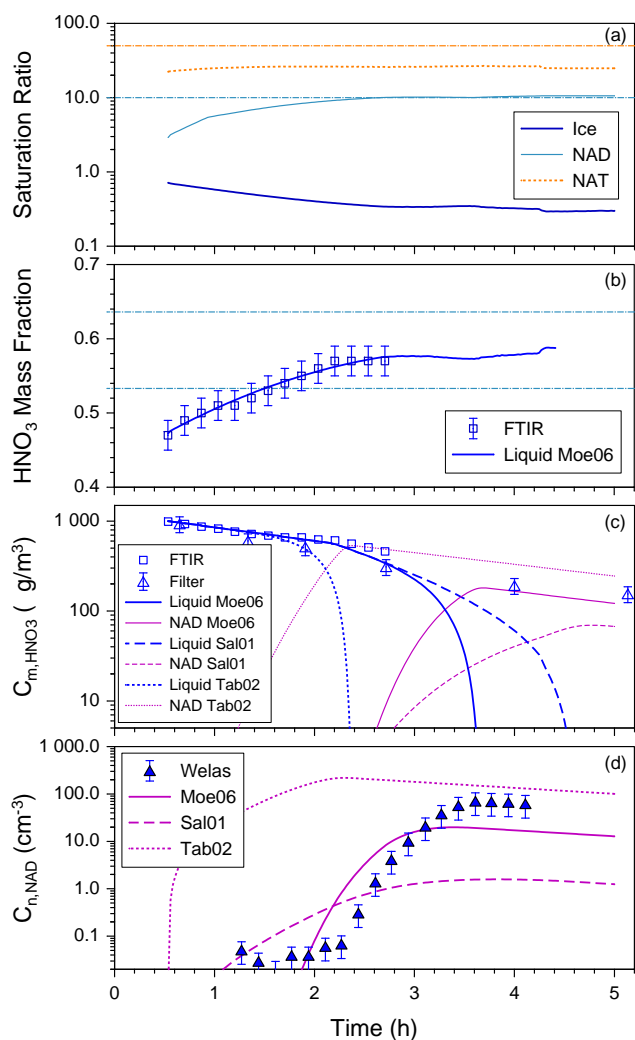 Saturation Ratio
100.0
10.0
1.0
0.1
(a)
Ice
NAD
NAT
HNO3 Mass Fraction
0.7
0.6
0.5
0.4
(b)
FTIR
Liquid Moe06
Cm,HNO3 ( g/m3)
1 000
100
10
(c)
FTIR
Filter
Liquid Moe06
NAD Moe06
Liquid Sal01
NAD Sal01
Liquid Tab02
NAD Tab02
Cn,NAD (cm-3)
1 000.0
100.0
10.0
1.0
0.1
(d)
Welas
Moe06
Sal01
Tab02
0 1 2 3 4 5
Time (h)